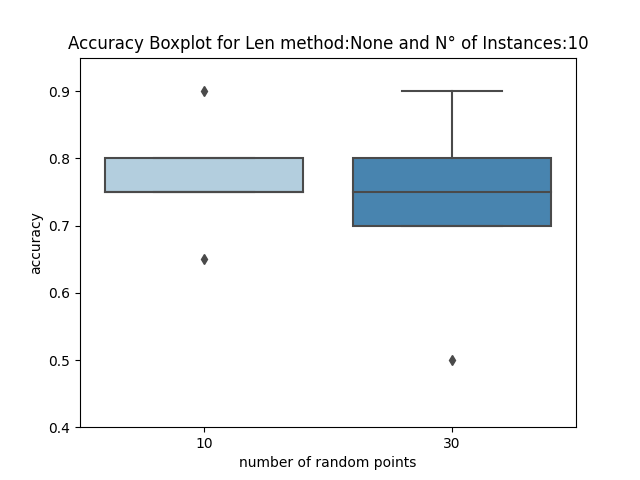 Accuracy Boxplot for Len method:None and N° of Instances:10
accuracy
0.9
0.8
0.7
0.6
0.5
0.4
10
30
number of random points